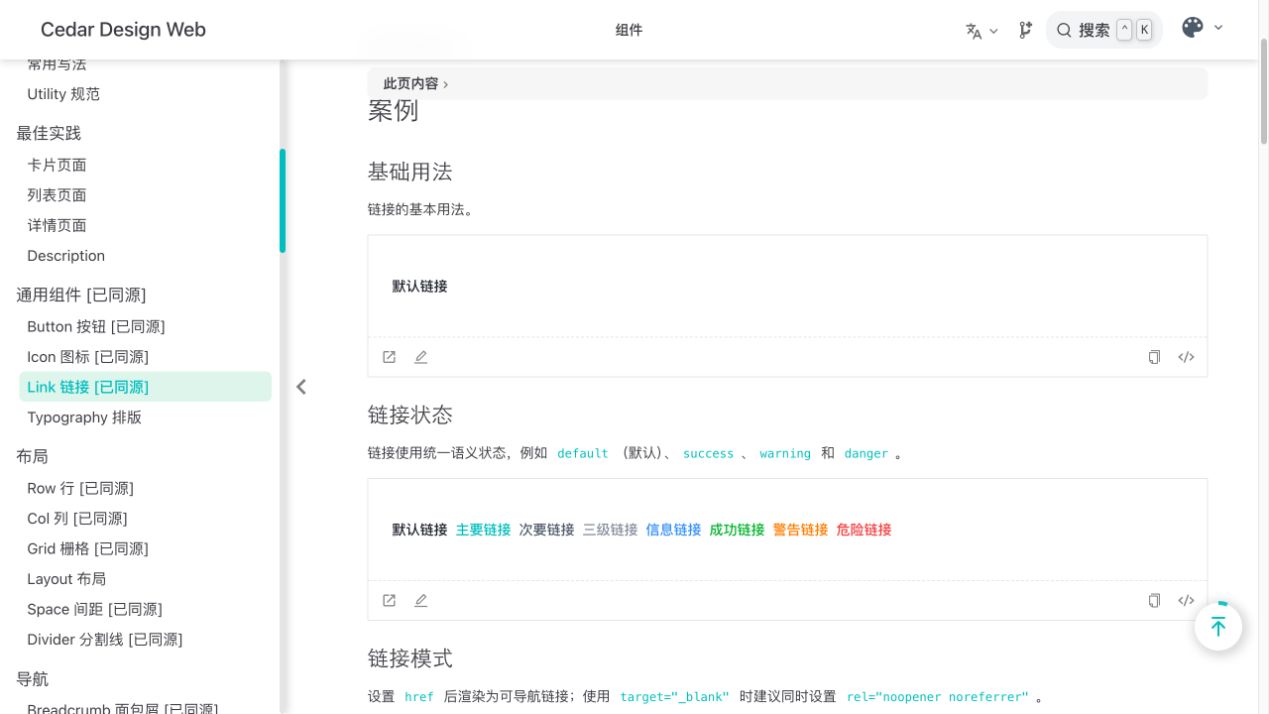 Cedar Design Web
组件
搜索 ^ K
常用写法
Utility 规范
最佳实践
卡片页面
列表页面
详情页面
Description
通用组件 [已同源]
Button 按钮 [已同源]
Icon 图标 [已同源]
Link 链接 [已同源]
Typography 排版
布局
Row 行 [已同源]
Col 列 [已同源]
Grid 栅格 [已同源]
Layout 布局
Space 间距 [已同源]
Divider 分割线 [已同源]
导航
Breadcrumb 面包屑 [已同源]
此页内容 ›
案例
基础用法
链接的基本用法。
默认链接
链接状态
链接使用统一语义状态，例如 default （默认）、 success 、 warning 和 danger 。
默认链接 主要链接 次要链接 三级链接 信息链接 成功链接 警告链接 危险链接
链接模式
设置 href 后渲染为可导航链接；使用 target="_blank" 时建议同时设置 rel="noopener noreferrer" 。